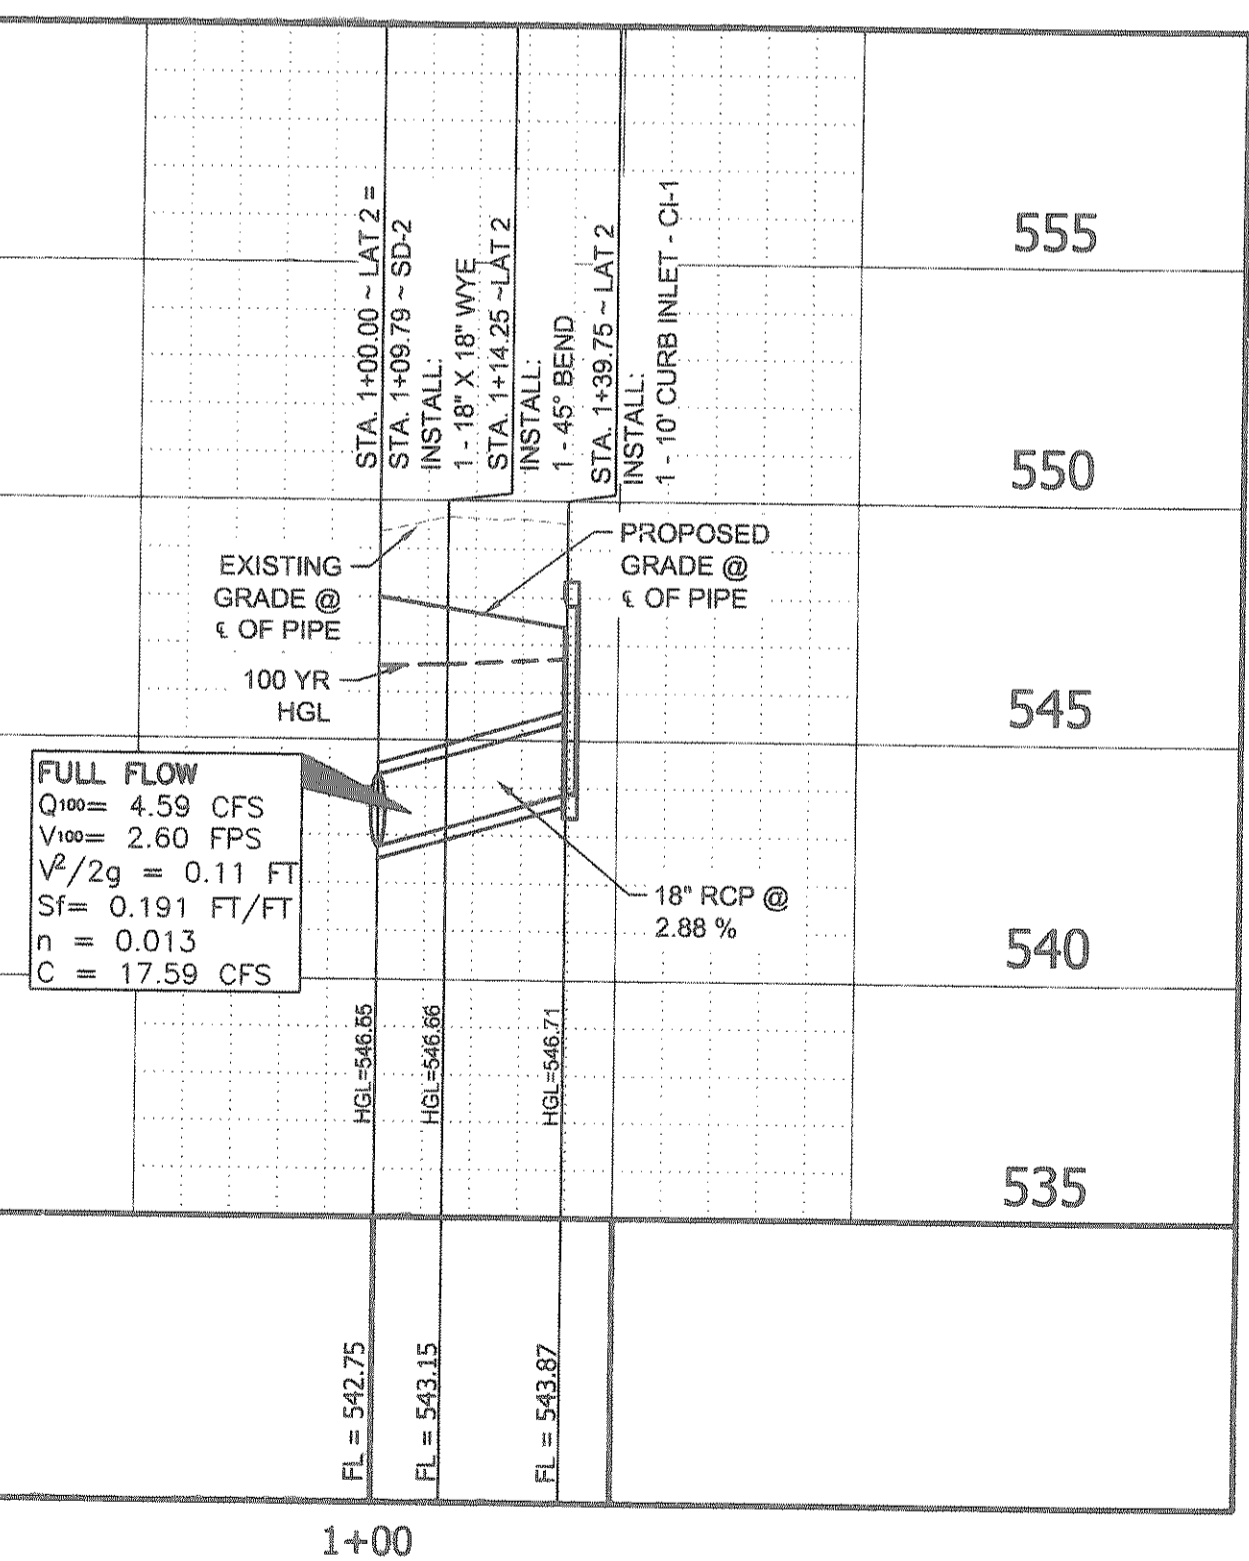 STA. 1+00.00 ~ LAT 2 =
STA. 1+09.79 ~ SD-2
INSTALL:
1 - 18" X 18" WYE
STA. 1+14.25 ~LAT 2
INSTALL:
1 - 45° BEND
STA. 1+39.75 ~ LAT 2
INSTALL:
1 - 10' CURB INLET - CI-1
555
550
545
540
535
EXISTING
GRADE @
℄ OF PIPE
PROPOSED
GRADE @
℄ OF PIPE
100 YR
HGL
FULL FLOW
Q100= 4.59 CFS
V100= 2.60 FPS
V²/2g = 0.11 FT
Sf= 0.191 FT/FT
n = 0.013
C = 17.59 CFS
18" RCP @
2.88 %
HGL=546.65
HGL=546.66
HGL=546.71
FL = 542.75
FL = 543.15
FL = 543.87
1+00